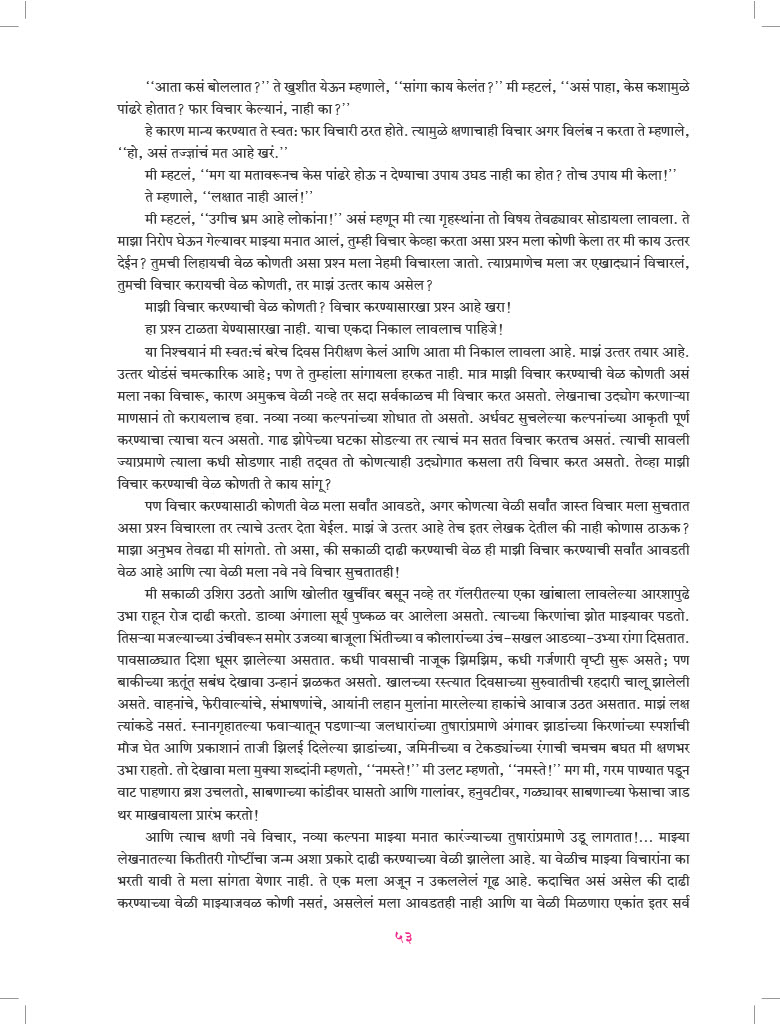 ‘‘आता कसं बोललात?’’ ते खुशीत येऊन म्हणाले, ‘‘सांगा काय केलंत?’’ मी म्हटलं, ‘‘असं पाहा, केस कशामुळे
पांढरे होतात? फार विचार केल्यानं, नाही का?’’
हे कारण मान्य करण्यात ते स्वत: फार विचारी ठरत होते. त्यामुळे क्षणाचाही विचार अगर विलंब न करता ते म्हणाले,
‘‘हो, असं तज्ज्ञांचं मत आहे खरं.’’
मी म्हटलं, ‘‘मग या मतावरूनच केस पांढरे होऊ न देण्याचा उपाय उघड नाही का होत? तोच उपाय मी केला!’’
ते म्हणाले, ‘‘लक्षात नाही आलं!’’
मी म्हटलं, ‘‘उगीच भ्रम आहे लोकांना!’’ असं म्हणून मी त्या गृहस्थांना तो विषय तेवढ्यावर सोडायला लावला. ते
माझा निरोप घेऊन गेल्यावर माझ्या मनात आलं, तुम्ही विचार केव्हा करता असा प्रश्न मला कोणी केला तर मी काय उत्तर
देईन? तुमची लिहायची वेळ कोणती असा प्रश्न मला नेहमी विचारला जातो. त्याप्रमाणेच मला जर एखाद्यानं विचारलं,
तुमची विचार करायची वेळ कोणती, तर माझं उत्तर काय असेल?
माझी विचार करण्याची वेळ कोणती? विचार करण्यासारखा प्रश्न आहे खरा!
हा प्रश्न टाळता येण्यासारखा नाही. याचा एकदा निकाल लावलाच पाहिजे!
या निश्चयानं मी स्वत:चं बरेच दिवस निरीक्षण केलं आणि आता मी निकाल लावला आहे. माझं उत्तर तयार आहे.
उत्तर थोडंसं चमत्कारिक आहे; पण ते तुम्हांला सांगायला हरकत नाही. मात्र माझी विचार करण्याची वेळ कोणती असं
मला नका विचारू, कारण अमुकच वेळी नव्हे तर सदा सर्वकाळच मी विचार करत असतो. लेखनाचा उद्योग करणाऱ्या
माणसानं तो करायलाच हवा. नव्या नव्या कल्पनांच्या शोधात तो असतो. अर्धवट सुचलेल्या कल्पनांच्या आकृती पूर्ण
करण्याचा त्याचा यत्न असतो. गाढ झोपेच्या घटका सोडल्या तर त्याचं मन सतत विचार करतच असतं. त्याची सावली
ज्याप्रमाणे त्याला कधी सोडणार नाही तद्वत तो कोणत्याही उद्योगात कसला तरी विचार करत असतो. तेव्हा माझी
विचार करण्याची वेळ कोणती ते काय सांगू?
पण विचार करण्यासाठी कोणती वेळ मला सर्वांत आवडते, अगर कोणत्या वेळी सर्वांत जास्त विचार मला सुचतात
असा प्रश्न विचारला तर त्याचे उत्तर देता येईल. माझं जे उत्तर आहे तेच इतर लेखक देतील की नाही कोणास ठाऊक?
माझा अनुभव तेवढा मी सांगतो. तो असा, की सकाळी दाढी करण्याची वेळ ही माझी विचार करण्याची सर्वांत आवडती
वेळ आहे आणि त्या वेळी मला नवे नवे विचार सुचतातही!
मी सकाळी उशिरा उठतो आणि खोलीत खुर्चीवर बसून नव्हे तर गॅलरीतल्या एका खांबाला लावलेल्या आरशापुढे
उभा राहून रोज दाढी करतो. डाव्या अंगाला सूर्य पुष्कळ वर आलेला असतो. त्याच्या किरणांचा झोत माझ्यावर पडतो.
तिसऱ्या मजल्याच्या उंचीवरून समोर उजव्या बाजूला भिंतीच्या व कौलारांच्या उंच-सखल आडव्या-उभ्या रांगा दिसतात.
पावसाळ्यात दिशा धूसर झालेल्या असतात. कधी पावसाची नाजूक झिमझिम, कधी गर्जणारी वृष्टी सुरू असते; पण
बाकीच्या ऋतूंत सबंध देखावा उन्हानं झळकत असतो. खालच्या रस्त्यात दिवसाच्या सुरुवातीची रहदारी चालू झालेली
असते. वाहनांचे, फेरीवाल्यांचे, संभाषणांचे, आयांनी लहान मुलांना मारलेल्या हाकांचे आवाज उठत असतात. माझं लक्ष
त्यांकडे नसतं. स्नानगृहातल्या फवाऱ्यातून पडणाऱ्या जलधारांच्या तुषारांप्रमाणे अंगावर झाडांच्या किरणांच्या स्पर्शाची
मौज घेत आणि प्रकाशानं ताजी झिलई दिलेल्या झाडांच्या, जमिनीच्या व टेकड्यांच्या रंगाची चमचम बघत मी क्षणभर
उभा राहतो. तो देखावा मला मुक्या शब्दांनी म्हणतो, ‘‘नमस्ते!’’ मी उलट म्हणतो, ‘‘नमस्ते!’’ मग मी, गरम पाण्यात पडून
वाट पाहणारा ब्रश उचलतो, साबणाच्या कांडीवर घासतो आणि गालांवर, हनुवटीवर, गळ्यावर साबणाच्या फेसाचा जाड
थर माखवायला प्रारंभ करतो!
आणि त्याच क्षणी नवे विचार, नव्या कल्पना माझ्या मनात कारंज्याच्या तुषारांप्रमाणे उडू लागतात!... माझ्या
लेखनातल्या कितीतरी गोष्टींचा जन्म अशा प्रकारे दाढी करण्याच्या वेळी झालेला आहे. या वेळीच माझ्या विचारांना का
भरती यावी ते मला सांगता येणार नाही. ते एक मला अजून न उकललेलं गूढ आहे. कदाचित असं असेल की दाढी
करण्याच्या वेळी माझ्याजवळ कोणी नसतं, असलेलं मला आवडतही नाही आणि या वेळी मिळणारा एकांत इतर सर्व
५३